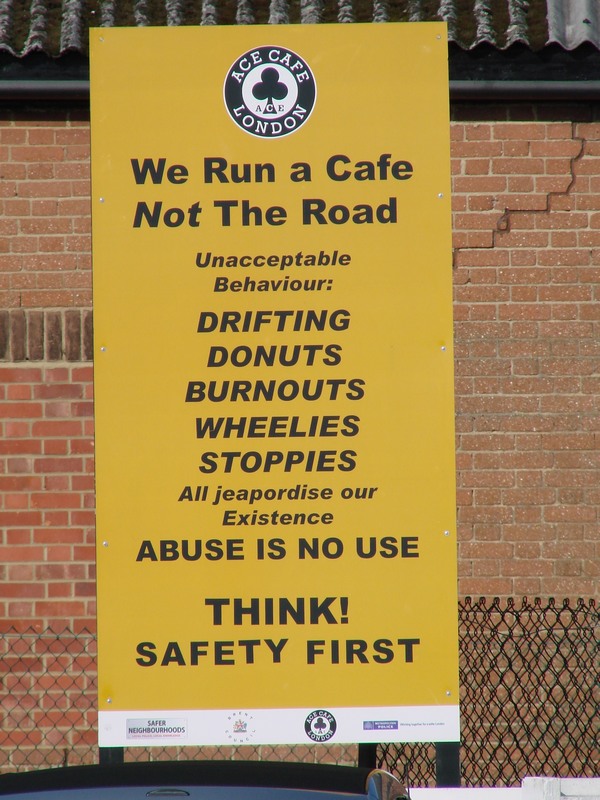 ACE CAFE
ACE
LONDON
We Run a Cafe
Not The Road
Unacceptable
Behaviour:
DRIFTING
DONUTS
BURNOUTS
WHEELIES
STOPPIES
All jeapordise our
Existence
ABUSE IS NO USE
THINK!
SAFETY FIRST
SAFER
NEIGHBOURHOODS
ACE CAFE
LONDON
METROPOLITAN
POLICE